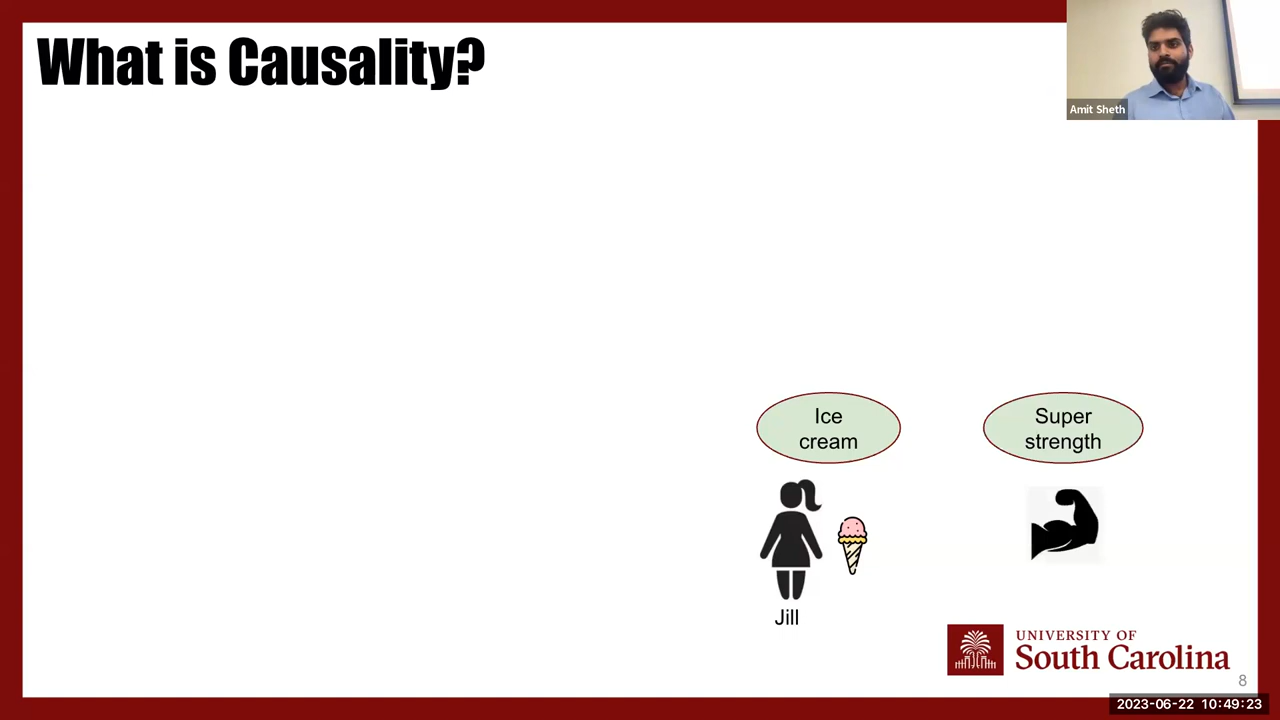 What is Causality?
Amit Sheth
Ice
cream
Super
strength
Jill
UNIVERSITY OF
South Carolina
8
2023-06-22 10:49:23